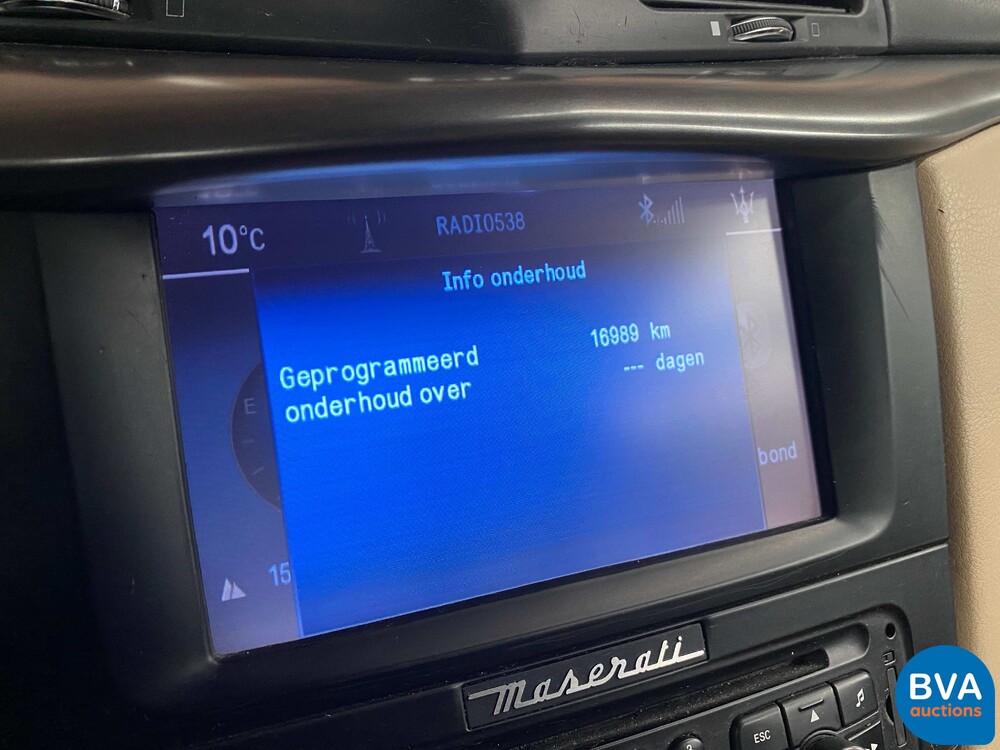 10°C
RADIO538
Info onderhoud
Geprogrammeerd
onderhoud over
16989 km
--- dagen
E
bond
15
Maserati
ESC
BVA
auctions